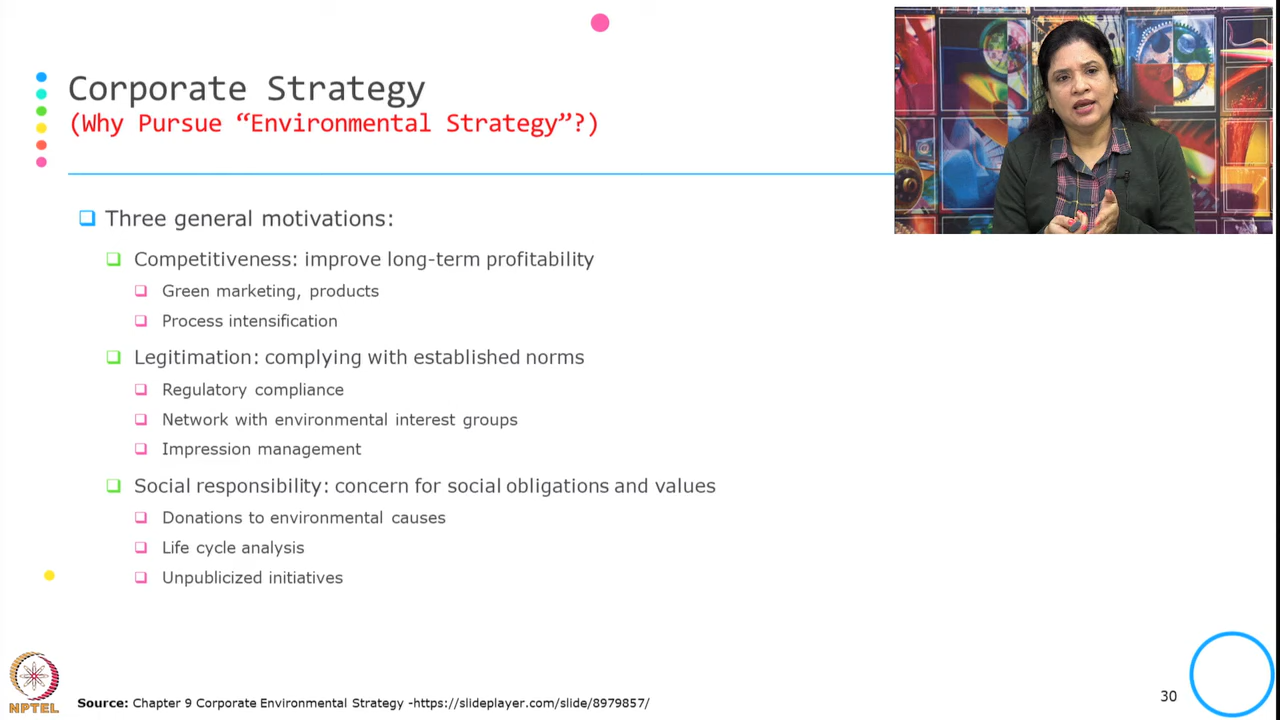 Corporate Strategy
(Why Pursue “Environmental Strategy”?)
Three general motivations:
Competitiveness: improve long-term profitability
Green marketing, products
Process intensification
Legitimation: complying with established norms
Regulatory compliance
Network with environmental interest groups
Impression management
Social responsibility: concern for social obligations and values
Donations to environmental causes
Life cycle analysis
Unpublicized initiatives
NPTEL
Source: Chapter 9 Corporate Environmental Strategy -https://slideplayer.com/slide/8979857/
30